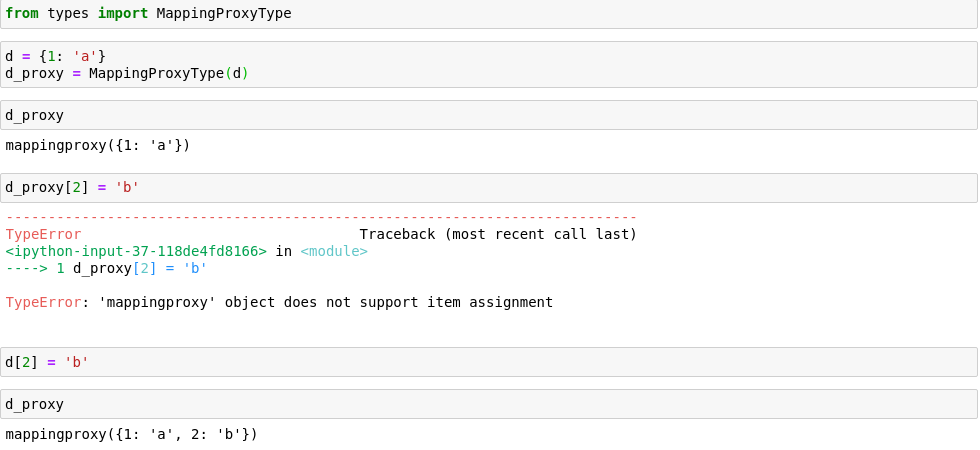 from types import MappingProxyType
d = {1: 'a'}
d_proxy = MappingProxyType(d)
d_proxy
mappingproxy({1: 'a'})
d_proxy[2] = 'b'
---------------------------------------------------------------------------
TypeError                                 Traceback (most recent call last)
<ipython-input-37-118de4fd8166> in <module>
----> 1 d_proxy[2] = 'b'
TypeError: 'mappingproxy' object does not support item assignment
d[2] = 'b'
d_proxy
mappingproxy({1: 'a', 2: 'b'})